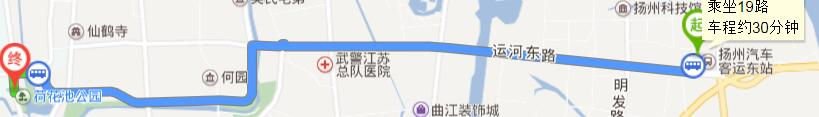 乘坐19路
车程约30分钟
扬州科技馆
起
仙鹤寺
运河东路
扬州汽车
客运东站
武警江苏
总队医院
何园
终
荷花池公园
明发路
曲江装饰城